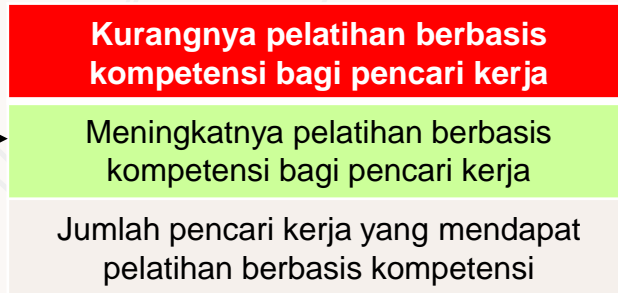 Kurangnya pelatihan berbasis
kompetensi bagi pencari kerja
Meningkatnya pelatihan berbasis
kompetensi bagi pencari kerja
Jumlah pencari kerja yang mendapat
pelatihan berbasis kompetensi